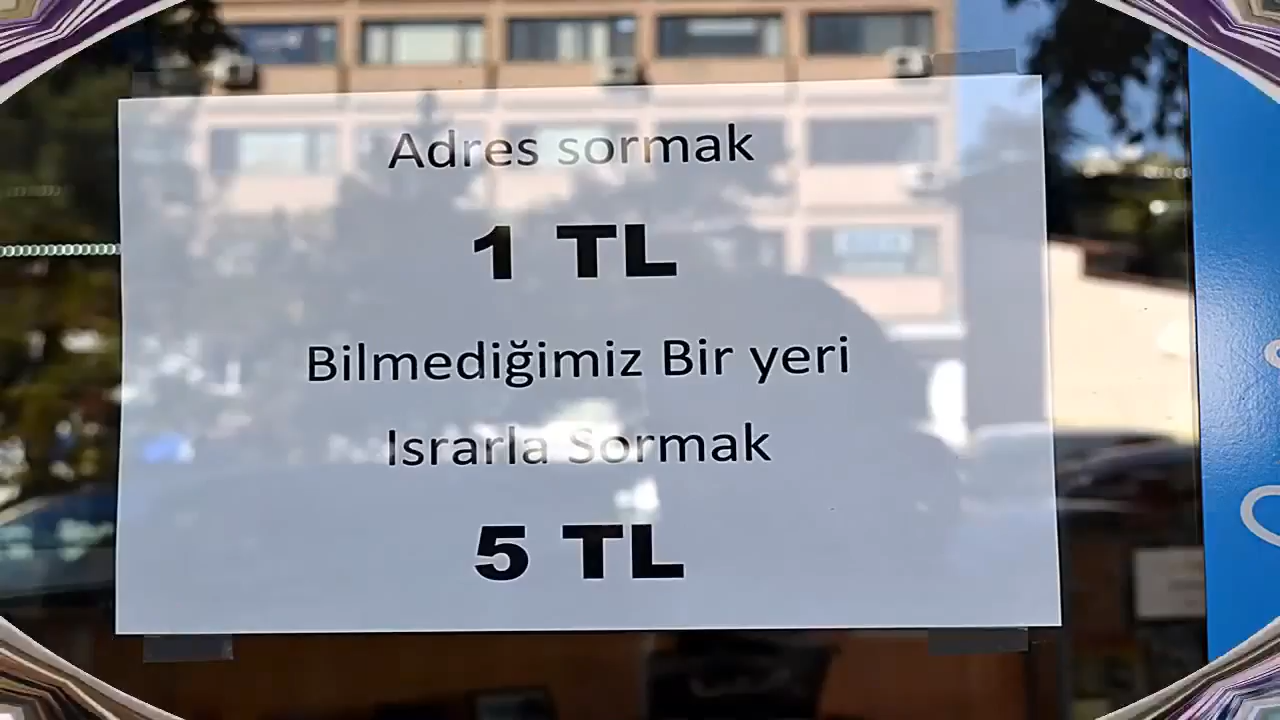 Adres sormak
1 TL
Bilmediğimiz Bir yeri
Israrla Sormak
5 TL